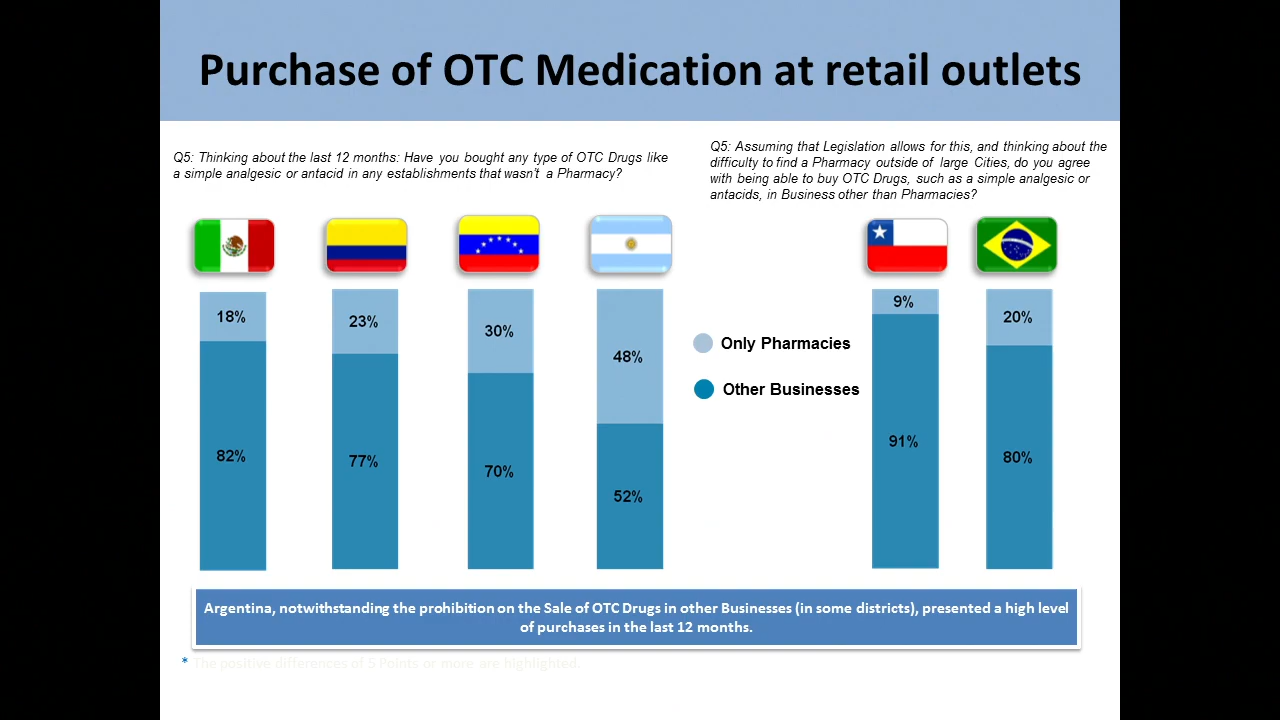 Purchase of OTC Medication at retail outlets
Q5: Thinking about the last 12 months: Have you bought any type of OTC Drugs like
a simple analgesic or antacid in any establishments that wasn't a Pharmacy?
Q5: Assuming that Legislation allows for this, and thinking about the
difficulty to find a Pharmacy outside of large Cities, do you agree
with being able to buy OTC Drugs, such as a simple analgesic or
antacids, in Business other than Pharmacies?
18%
82%
23%
77%
30%
70%
48%
52%
Only Pharmacies
Other Businesses
9%
91%
20%
80%
Argentina, notwithstanding the prohibition on the Sale of OTC Drugs in other Businesses (in some districts), presented a high level
of purchases in the last 12 months.
* The positive differences of 5 Points or more are highlighted.